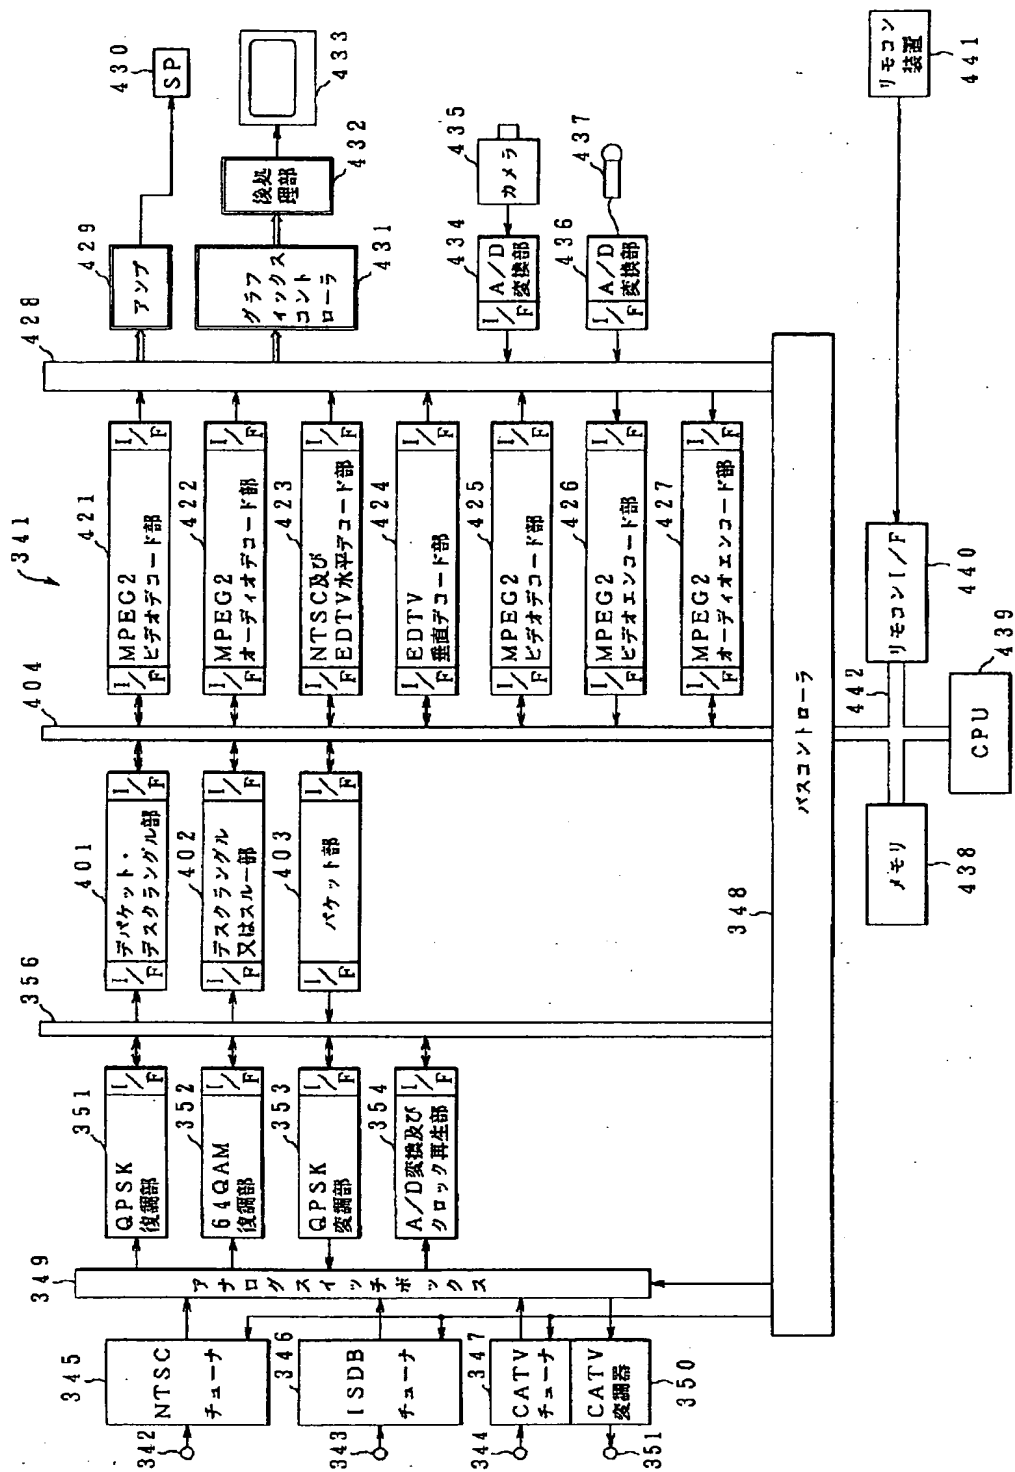 341
342
NTSC
チューナ
345
343
ISDB
チューナ
346
344
CATV
チューナ
347
351
CATV
変調器
350
アナログスイッチボックス
349
QPSK
復調部
I/F
351
64QAM
復調部
I/F
352
QPSK
変調部
I/F
353
A/D変換及び
クロック再生部
I/F
354
356
I/F
デパケット・
デスクラングル部
I/F
401
I/F
デスクラングル
又はスルー部
I/F
402
I/F
パケット部
I/F
403
404
I/F
MPEG2
ビデオデコード部
I/F
421
I/F
MPEG2
オーディオデコード部
I/F
422
I/F
NTSC及び
EDTV水平デコード部
I/F
423
I/F
EDTV
垂直デコード部
I/F
424
I/F
MPEG2
ビデオデコード部
I/F
425
I/F
MPEG2
ビデオエンコード部
I/F
426
I/F
MPEG2
オーディオエンコード部
I/F
427
428
アンプ
429
SP
430
グラフ
ィックス
コント
ローラ
431
後処
理部
432
433
I/F
A/D
変換部
434
カメラ
435
I/F
A/D
変換部
436
437
バスコントローラ
348
メモリ
438
CPU
439
442
リモコンI/F
440
リモコン
装置
441